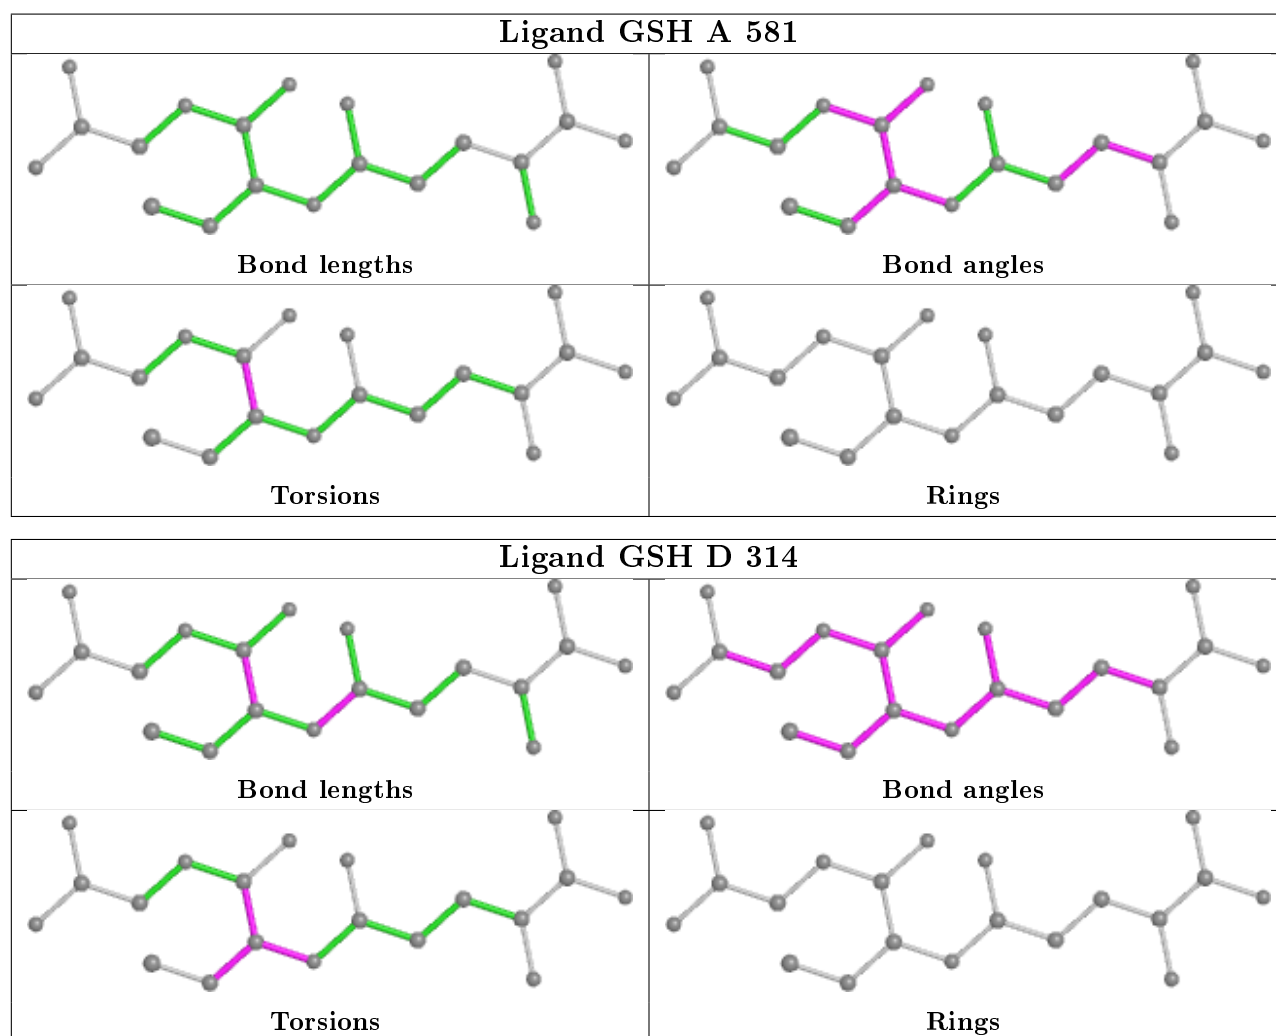 Ligand GSH A 581
Bond lengths
Bond angles
Torsions
Rings
Ligand GSH D 314
Bond lengths
Bond angles
Torsions
Rings